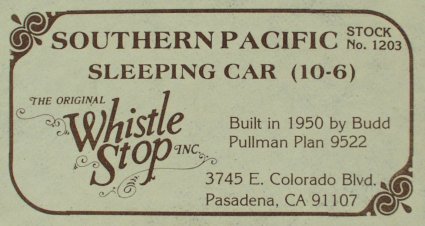 SOUTHERN PACIFIC STOCK No. 1203
SLEEPING CAR (10-6)
THE ORIGINAL
Whistle
Stop INC.
Built in 1950 by Budd
Pullman Plan 9522
3745 E. Colorado Blvd.
Pasadena, CA 91107